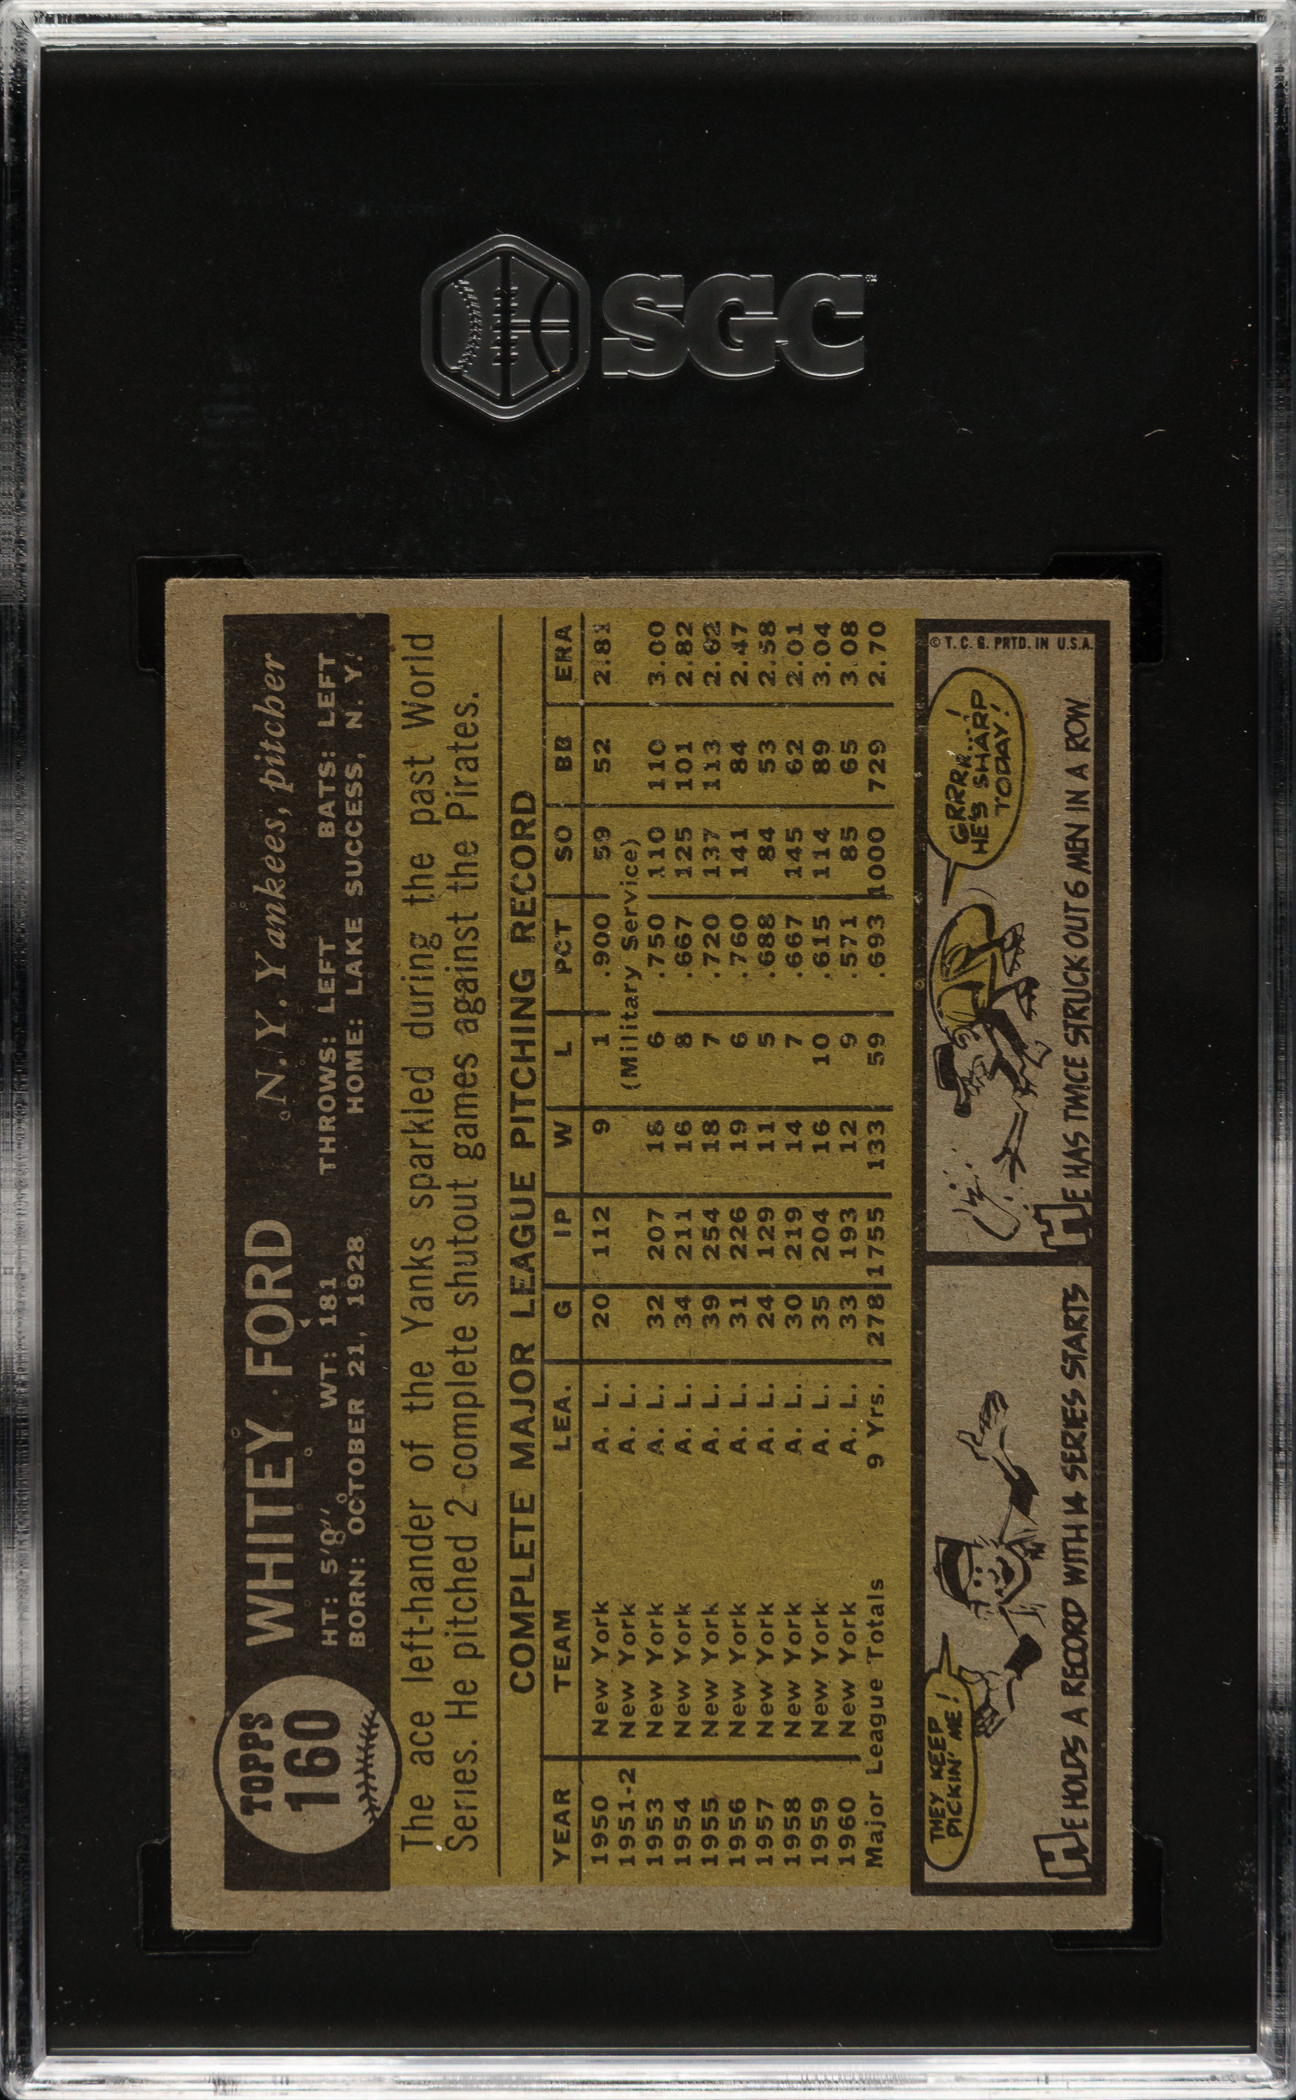 SGC
TOPPS
160
WHITEY FORD N.Y. Yankees, pitcher
HT: 5'9" WT: 181 THROWS: LEFT BATS: LEFT
BORN: OCTOBER 21, 1928 HOME: LAKE SUCCESS, N. Y.
The ace left-hander of the Yanks sparkled during the past World
Series. He pitched 2 complete shutout games against the Pirates.
COMPLETE MAJOR LEAGUE PITCHING RECORD
YEAR TEAM LEA. G IP W L PCT SO BB ERA
1950 New York A. L. 20 112 9 1 .900 59 52 2.81
1951-2 New York A. L. (Military Service)
1953 New York A. L. 32 207 18 6 .750 110 110 3.00
1954 New York A. L. 34 211 16 8 .667 125 101 2.82
1955 New York A. L. 39 254 18 7 .720 137 113 2.62
1956 New York A. L. 31 226 19 6 .760 141 84 2.47
1957 New York A. L. 24 129 11 5 .688 84 53 2.58
1958 New York A. L. 30 219 14 7 .667 145 62 2.01
1959 New York A. L. 35 204 16 10 .615 114 89 3.04
1960 New York A. L. 33 193 12 9 .571 85 65 3.08
Major League Totals 9 Yrs. 278 1755 133 59 .693 1000 729 2.70
THEY KEEP
PICKIN' ME!
HE HOLDS A RECORD WITH 14 SERIES STARTS
GRRRR...!
HE'S SHARP
TODAY!
HE HAS TWICE STRUCK OUT 6 MEN IN A ROW
© T. C. G. PRTD. IN U.S.A.